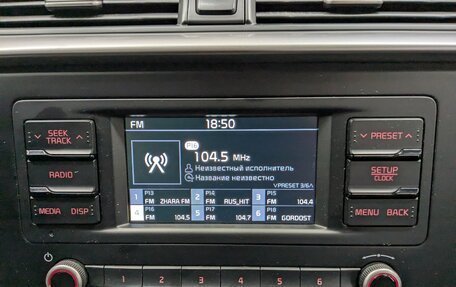 FM 18:50
P16
104.5 MHz
Неизвестный исполнитель
Название неизвестно
PRESET 3/6
1 P13 FM ZHARA FM 2 P14 FM RUS_HIT 3 P15 FM 104.4
4 P16 FM 104.5 5 P17 FM 104.7 6 P18 FM GORDOST
SEEK
TRACK
RADIO
MEDIA DISP
PRESET
SETUP
CLOCK
MENU BACK
1 2 3 4 5 6